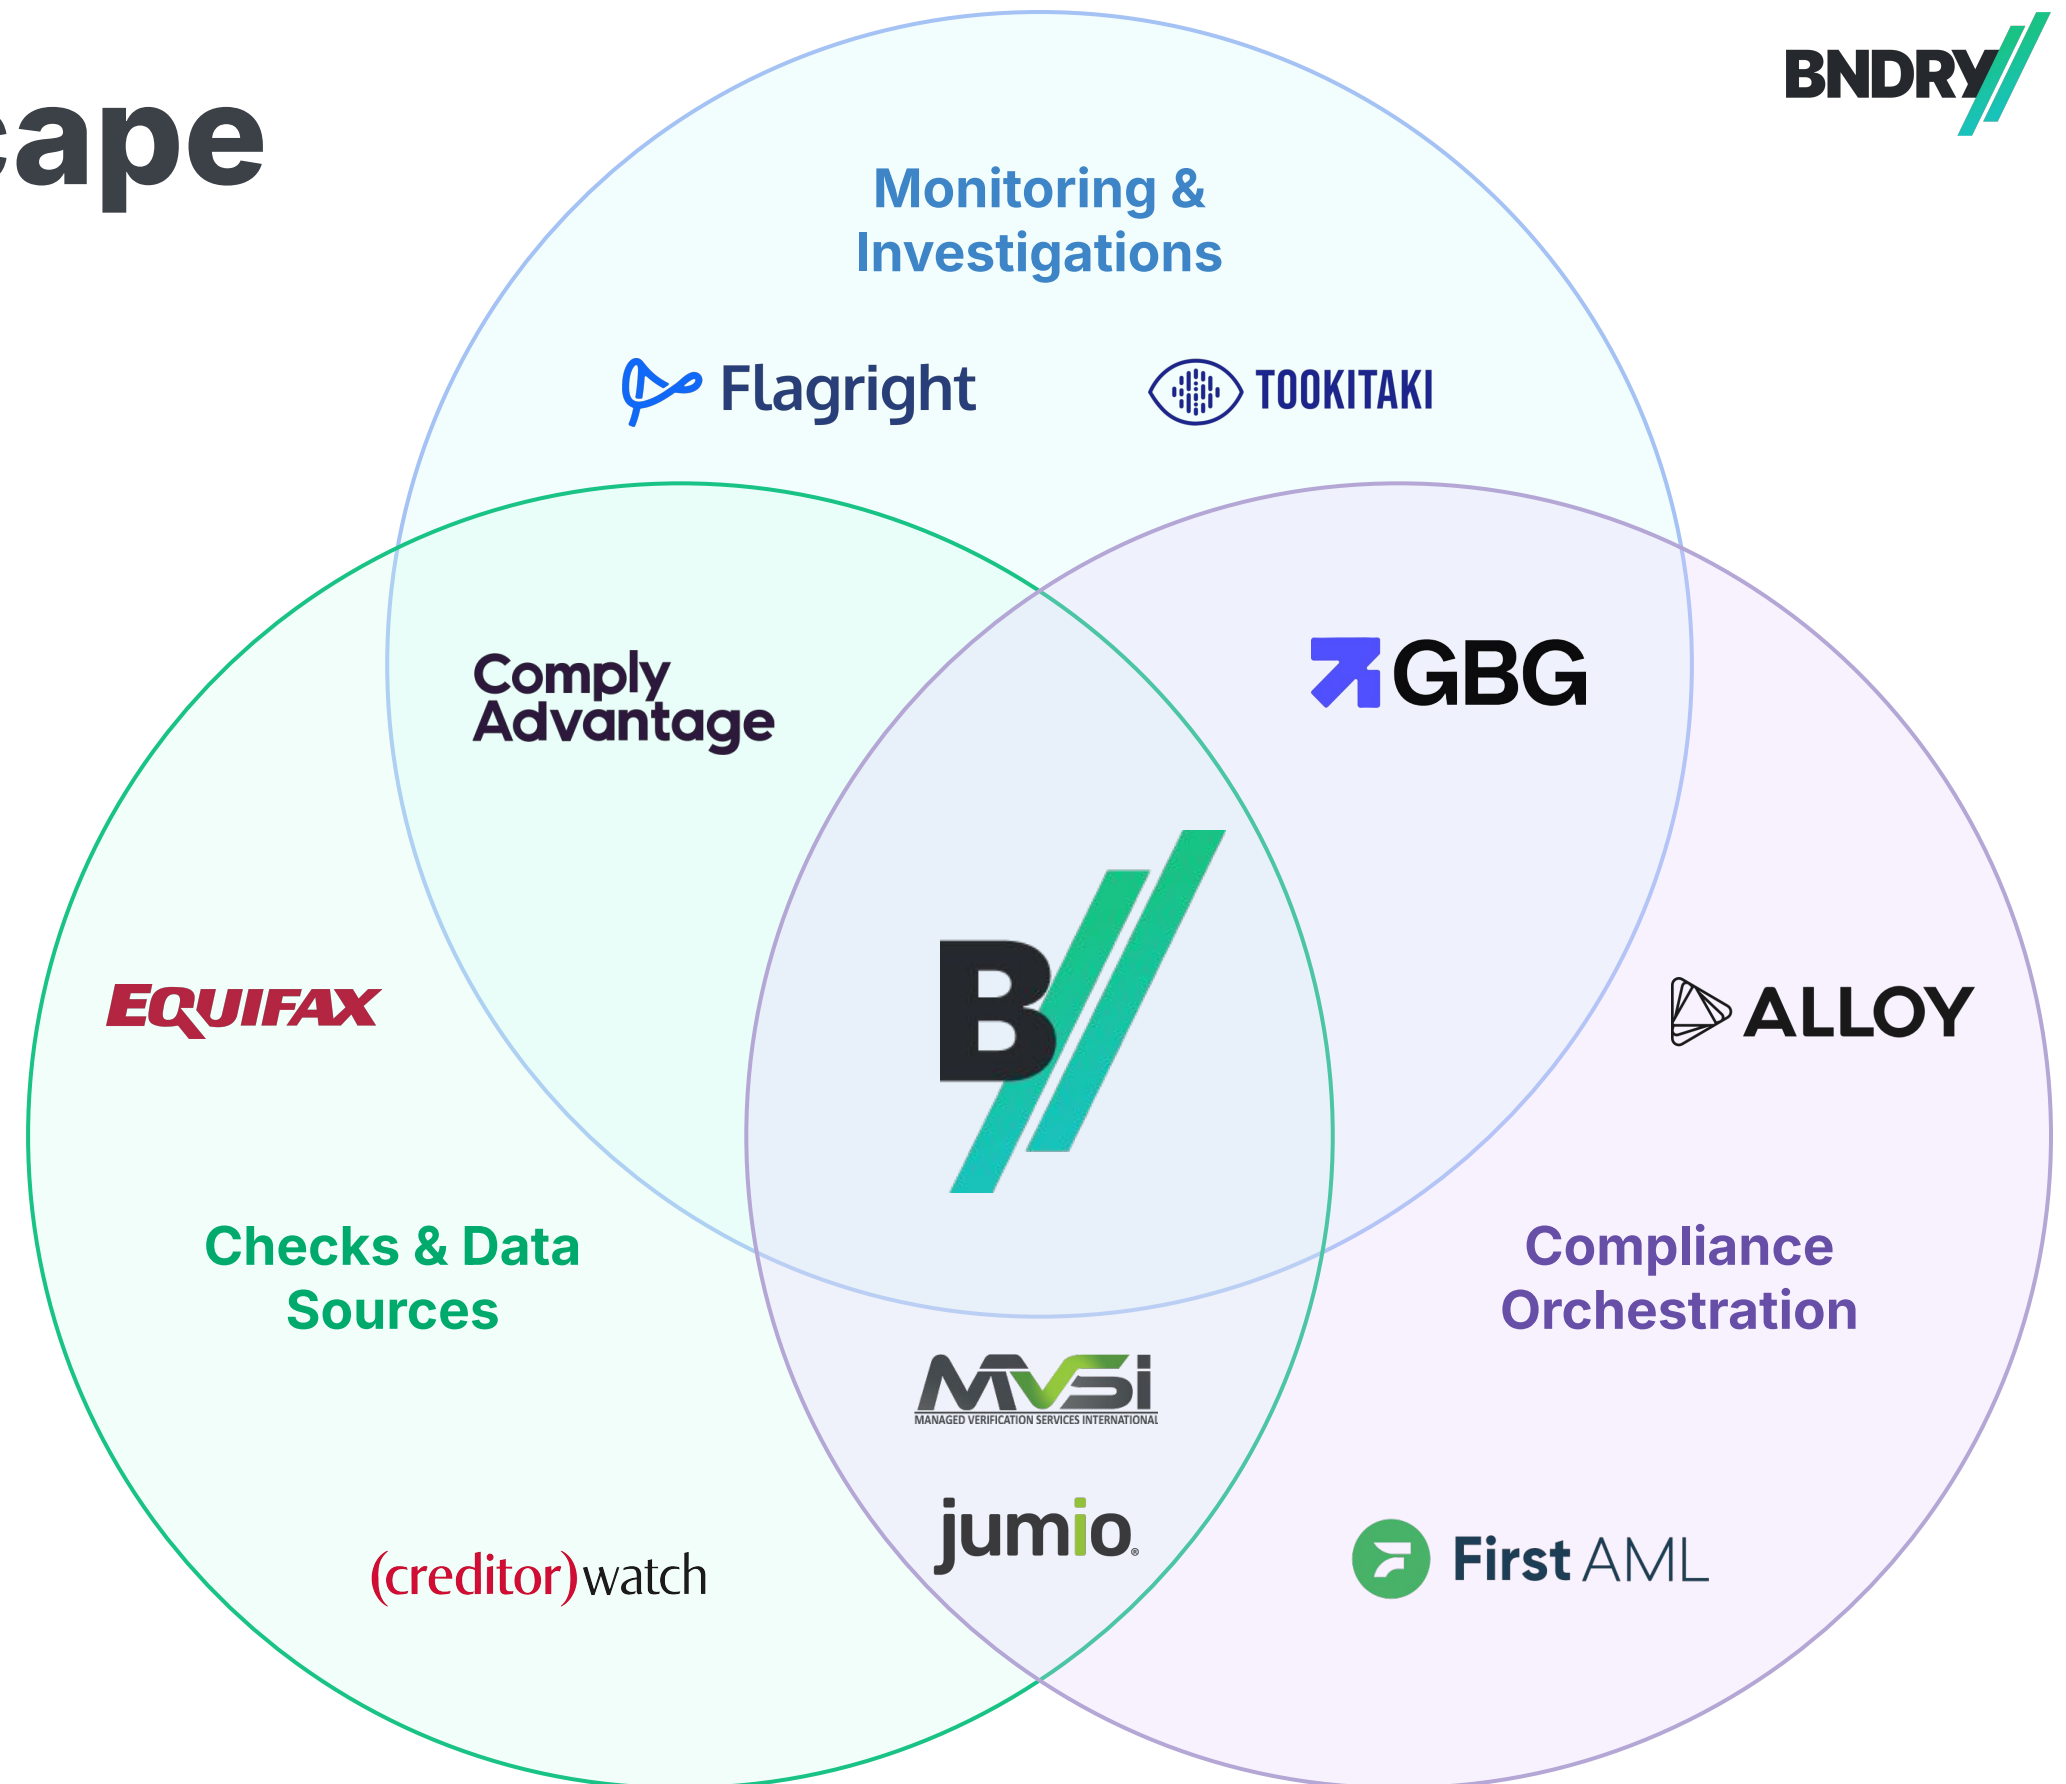 cape
BNDRY
Monitoring &
Investigations
Flagright
TOOKITAKI
Comply
Advantage
GBG
B
EQUIFAX
ALLOY
Checks & Data
Sources
Compliance
Orchestration
MVSi
MANAGED VERIFICATION SERVICES INTERNATIONAL
jumio®
(creditor)watch
First AML